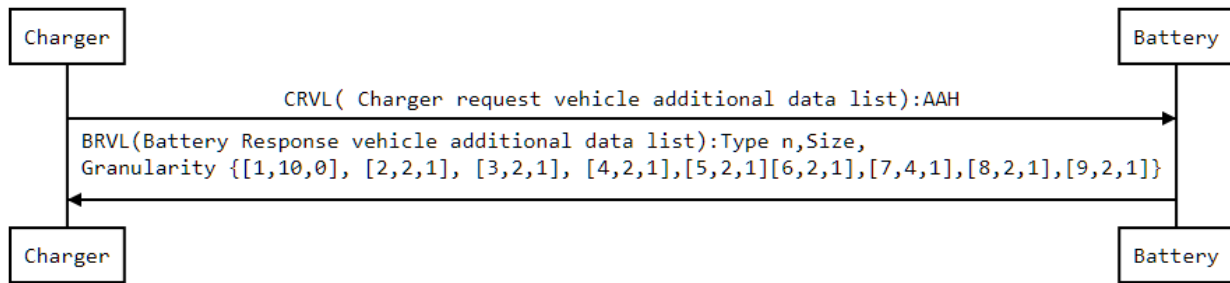 Charger
Battery
CRVL( Charger request vehicle additional data list):AAH
BRVL(Battery Response vehicle additional data list):Type n,Size,
Granularity {[1,10,0], [2,2,1], [3,2,1], [4,2,1],[5,2,1][6,2,1],[7,4,1],[8,2,1],[9,2,1]}
Charger
Battery